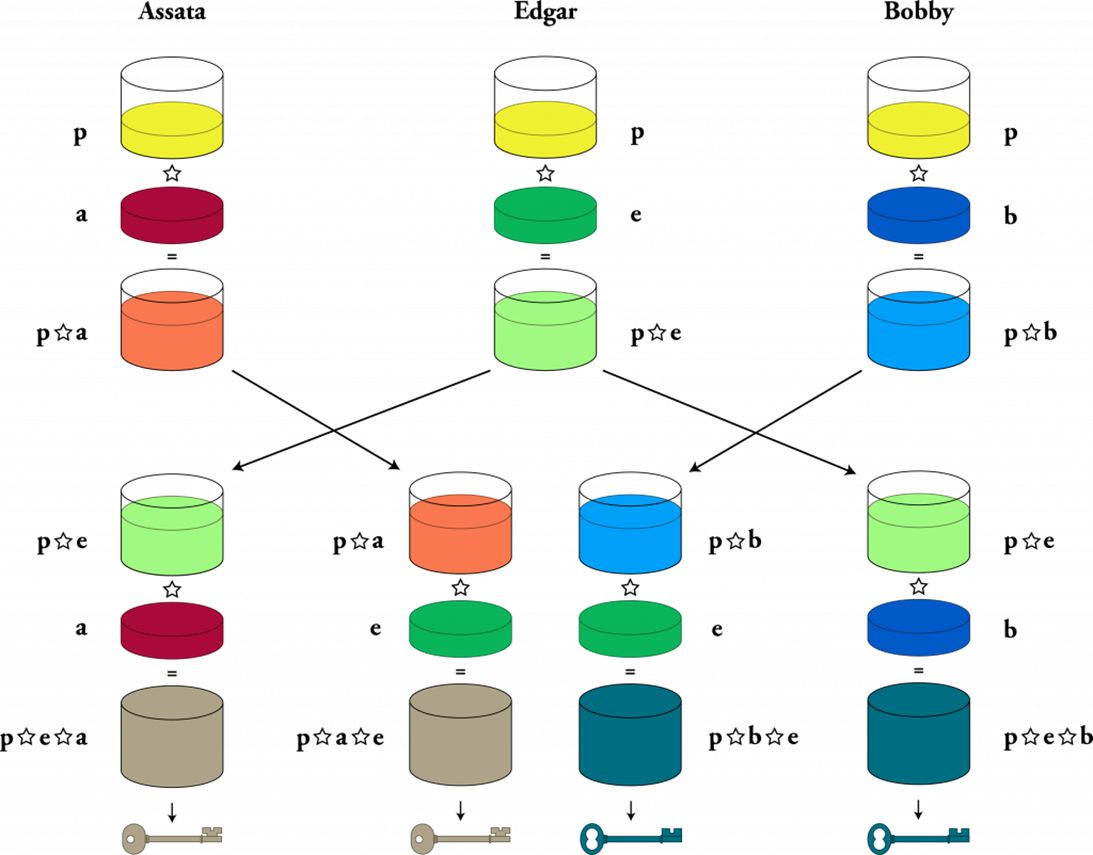 Assata Edgar Bobby
p p p
☆ ☆ ☆
a e b
= = =
p☆a p☆e p☆b
p☆e p☆a p☆b p☆e
☆ ☆ ☆ ☆
a e e b
= = = =
p☆e☆a p☆a☆e p☆b☆e p☆e☆b